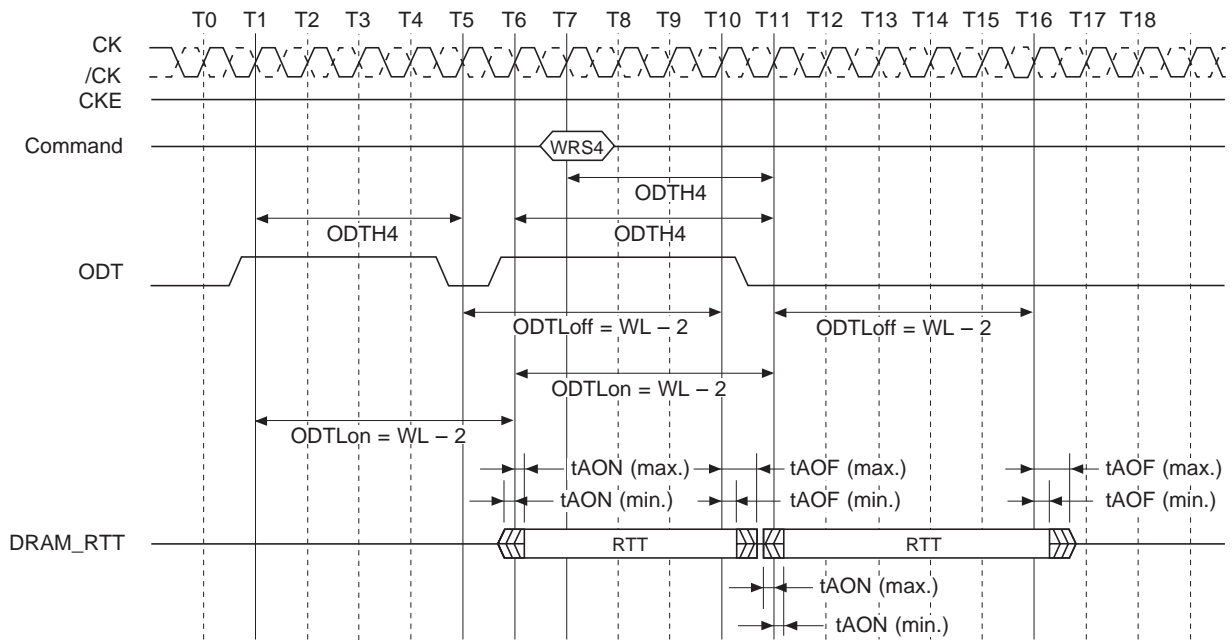 T0 T1 T2 T3 T4 T5 T6 T7 T8 T9 T10 T11 T12 T13 T14 T15 T16 T17 T18
CK
/CK
CKE
Command WRS4
ODTH4
ODTH4 ODTH4
ODT
ODTLoff = WL – 2 ODTLoff = WL – 2
ODTLon = WL – 2
ODTLon = WL – 2
tAON (max.) tAOF (max.) tAOF (max.)
tAON (min.) tAOF (min.) tAOF (min.)
DRAM_RTT RTT RTT
tAON (max.)
tAON (min.)